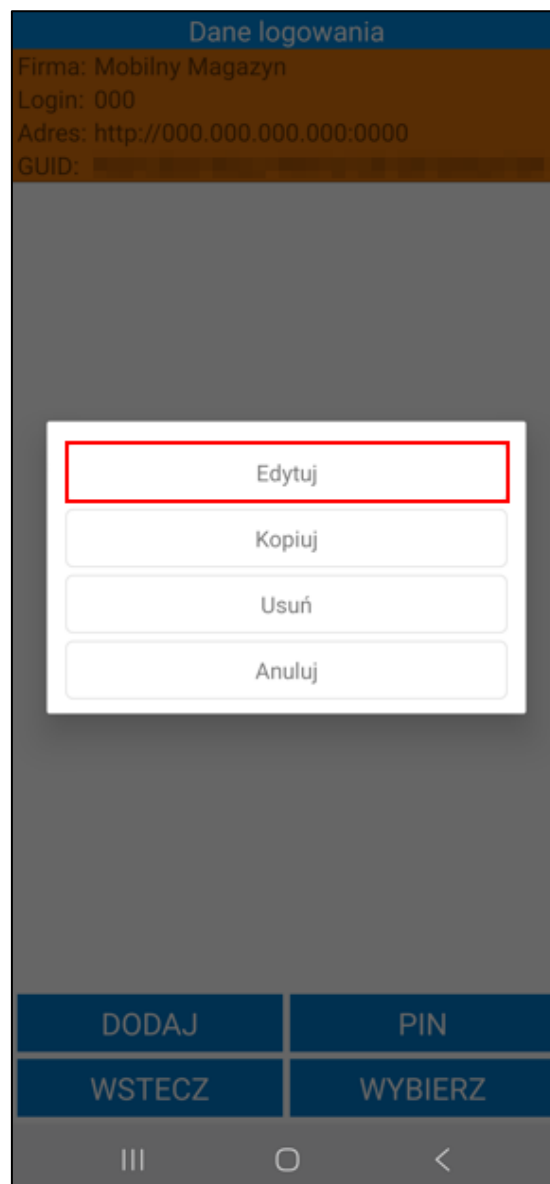 Dane logowania
Firma: Mobilny Magazyn
Login: 000
Adres: http://000.000.000.000:0000
GUID:
Edytuj
Kopiuj
Usuń
Anuluj
DODAJ
PIN
WSTECZ
WYBIERZ